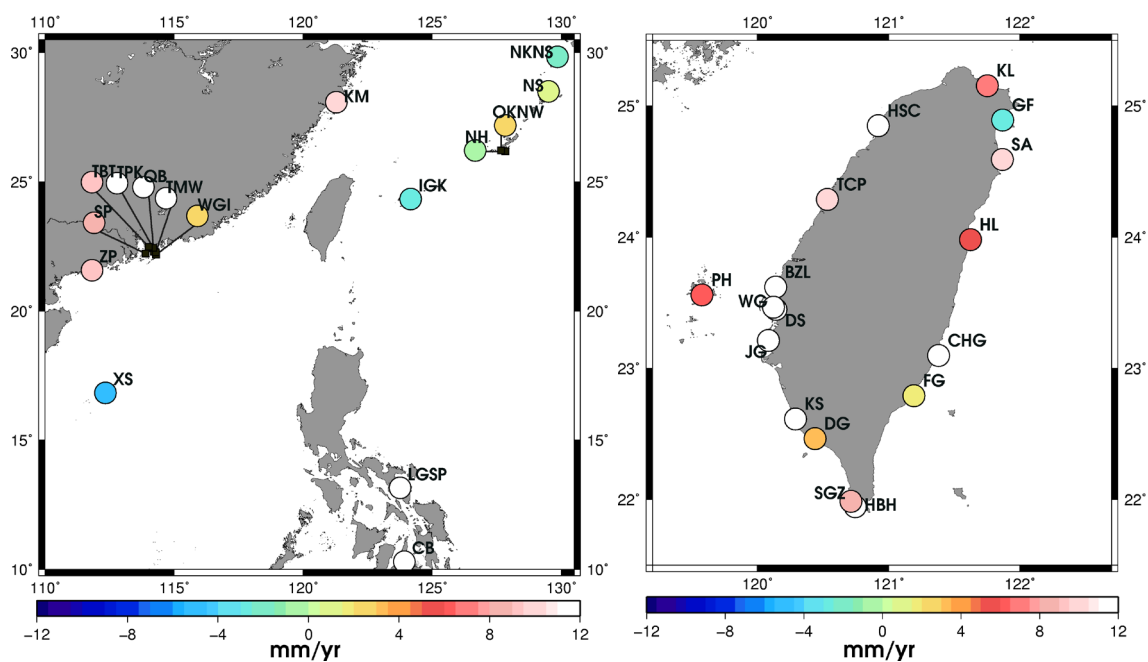 110° 115° 120° 125° 130°
30° 30°
25° 25°
20° 20°
15° 15°
10° 10°
110° 115° 120° 125° 130°
NKNS
NS
KM
OKNW
NH
TBT TPK QB
TMW
IGK
WGI
SP
ZP
XS
LGSP
CB
−12 −8 −4 0 4 8 12
mm/yr
120° 121° 122°
25° 25°
24° 24°
23° 23°
22° 22°
120° 121° 122°
KL
HSC
GF
SA
TCP
HL
PH
BZL
WG
DS
JG
CHG
FG
KS
DG
SGZ
HBH
−12 −8 −4 0 4 8 12
mm/yr